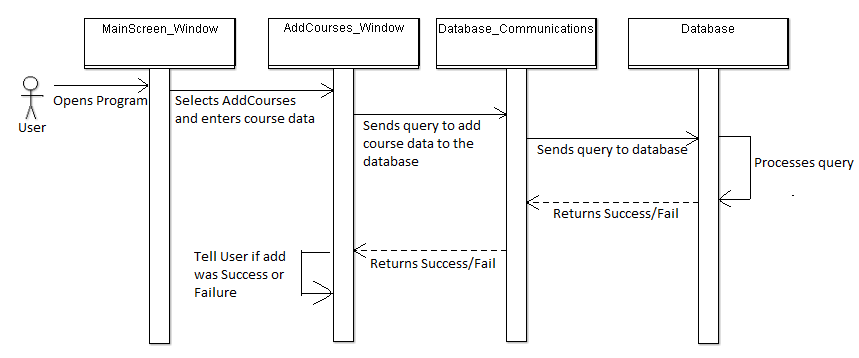 MainScreen_Window
AddCourses_Window
Database_Communications
Database
Opens Program
User
Selects AddCourses
and enters course data
Sends query to add
course data to the
database
Sends query to database
Processes query
Returns Success/Fail
Returns Success/Fail
Tell User if add
was Success or
Failure